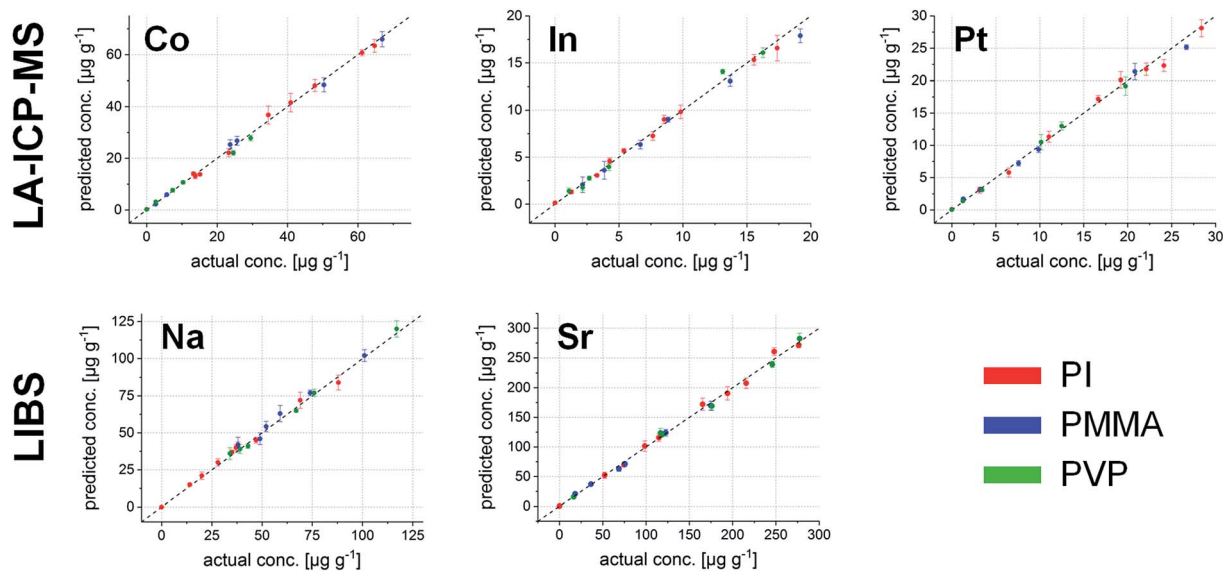 LA-ICP-MS
Co
predicted conc. [µg g⁻¹]
60
40
20
0
0 20 40 60
actual conc. [µg g⁻¹]
In
predicted conc. [µg g⁻¹]
20
15
10
5
0
0 5 10 15 20
actual conc. [µg g⁻¹]
Pt
predicted conc. [µg g⁻¹]
30
25
20
15
10
5
0
0 5 10 15 20 25 30
actual conc. [µg g⁻¹]
LIBS
Na
predicted conc. [µg g⁻¹]
125
100
75
50
25
0
0 25 50 75 100 125
actual conc. [µg g⁻¹]
Sr
predicted conc. [µg g⁻¹]
300
250
200
150
100
50
0
0 50 100 150 200 250 300
actual conc. [µg g⁻¹]
PI
PMMA
PVP